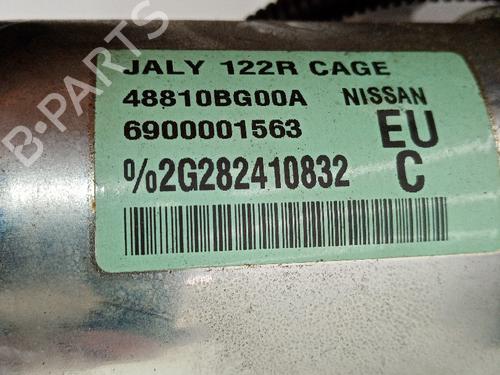 JALY 122R CAGE
48810BG00A NISSAN
6900001563 EU
%2G282410832 C
B-PARTS